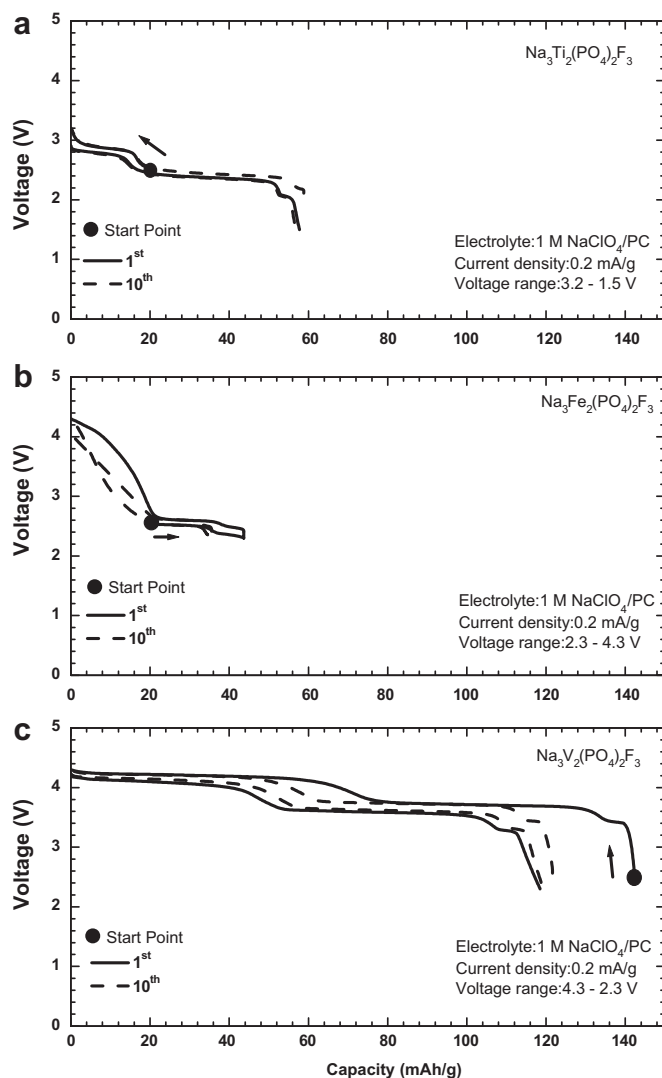 a
Na₃Ti₂(PO₄)₂F₃
5
4
3
2
1
0
Voltage (V)
Start Point
1ˢᵗ
10ᵗʰ
Electrolyte:1 M NaClO₄/PC
Current density:0.2 mA/g
Voltage range:3.2 - 1.5 V
0 20 40 60 80 100 120 140
b
Na₃Fe₂(PO₄)₂F₃
5
4
3
2
1
0
Voltage (V)
Start Point
1ˢᵗ
10ᵗʰ
Electrolyte:1 M NaClO₄/PC
Current density:0.2 mA/g
Voltage range:2.3 - 4.3 V
0 20 40 60 80 100 120 140
c
Na₃V₂(PO₄)₂F₃
5
4
3
2
1
0
Voltage (V)
Start Point
1ˢᵗ
10ᵗʰ
Electrolyte:1 M NaClO₄/PC
Current density:0.2 mA/g
Voltage range:4.3 - 2.3 V
0 20 40 60 80 100 120 140
Capacity (mAh/g)